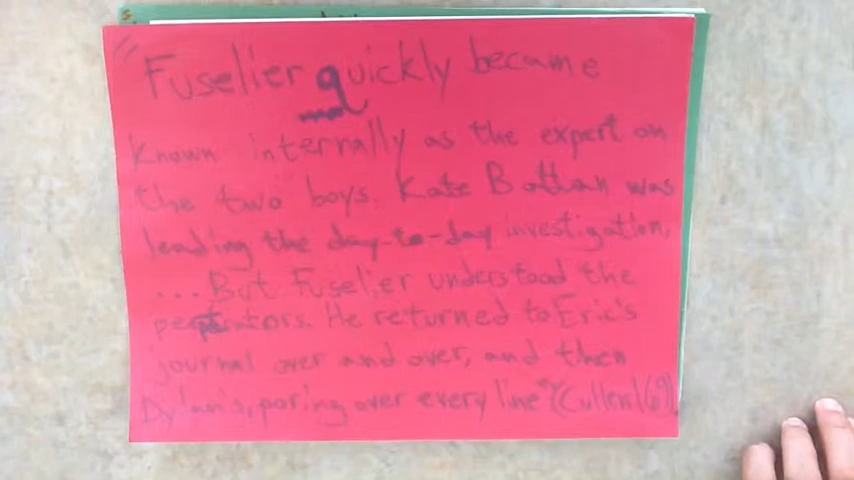 "Fuselier quickly became
known internally as the expert on
the two boys. Kate Battan was
leading the day-to-day investigation,
...But Fuselier understood the
perpetrators. He returned to Eric's
journal over and over, and then
Dylan's, poring over every line" (Cullen 169).